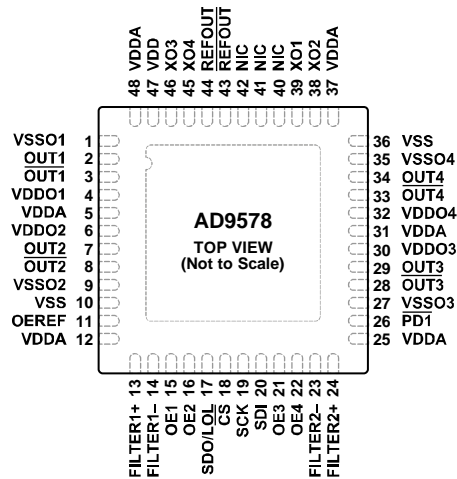 48 VDDA
47 VDD
46 XO3
45 XO4
44 REFOUT
43 REFOUT
42 NIC
41 NIC
40 NIC
39 XO1
38 XO2
37 VDDA
VSSO1 1
OUT1 2
OUT1 3
VDDO1 4
VDDA 5
VDDO2 6
OUT2 7
OUT2 8
VSSO2 9
VSS 10
OEREF 11
VDDA 12
AD9578
TOP VIEW
(Not to Scale)
36 VSS
35 VSSO4
34 OUT4
33 OUT4
32 VDDO4
31 VDDA
30 VDDO3
29 OUT3
28 OUT3
27 VSSO3
26 PD1
25 VDDA
FILTER1+ 13
FILTER1– 14
OE1 15
OE2 16
SDO/LOL 17
CS 18
SCK 19
SDI 20
OE3 21
OE4 22
FILTER2– 23
FILTER2+ 24